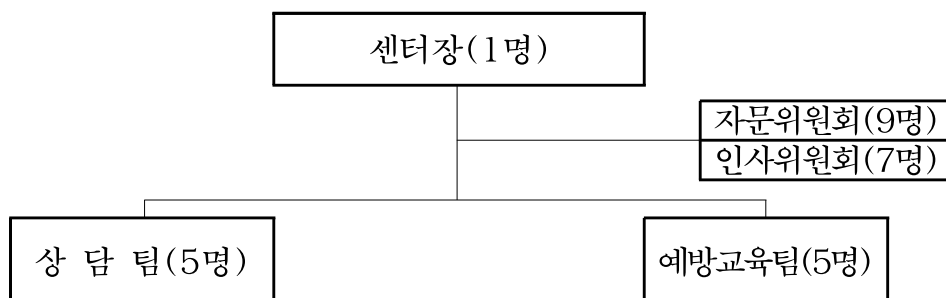 센터장(1명)
자문위원회(9명)
인사위원회(7명)
상 담 팀(5명)
예방교육팀(5명)